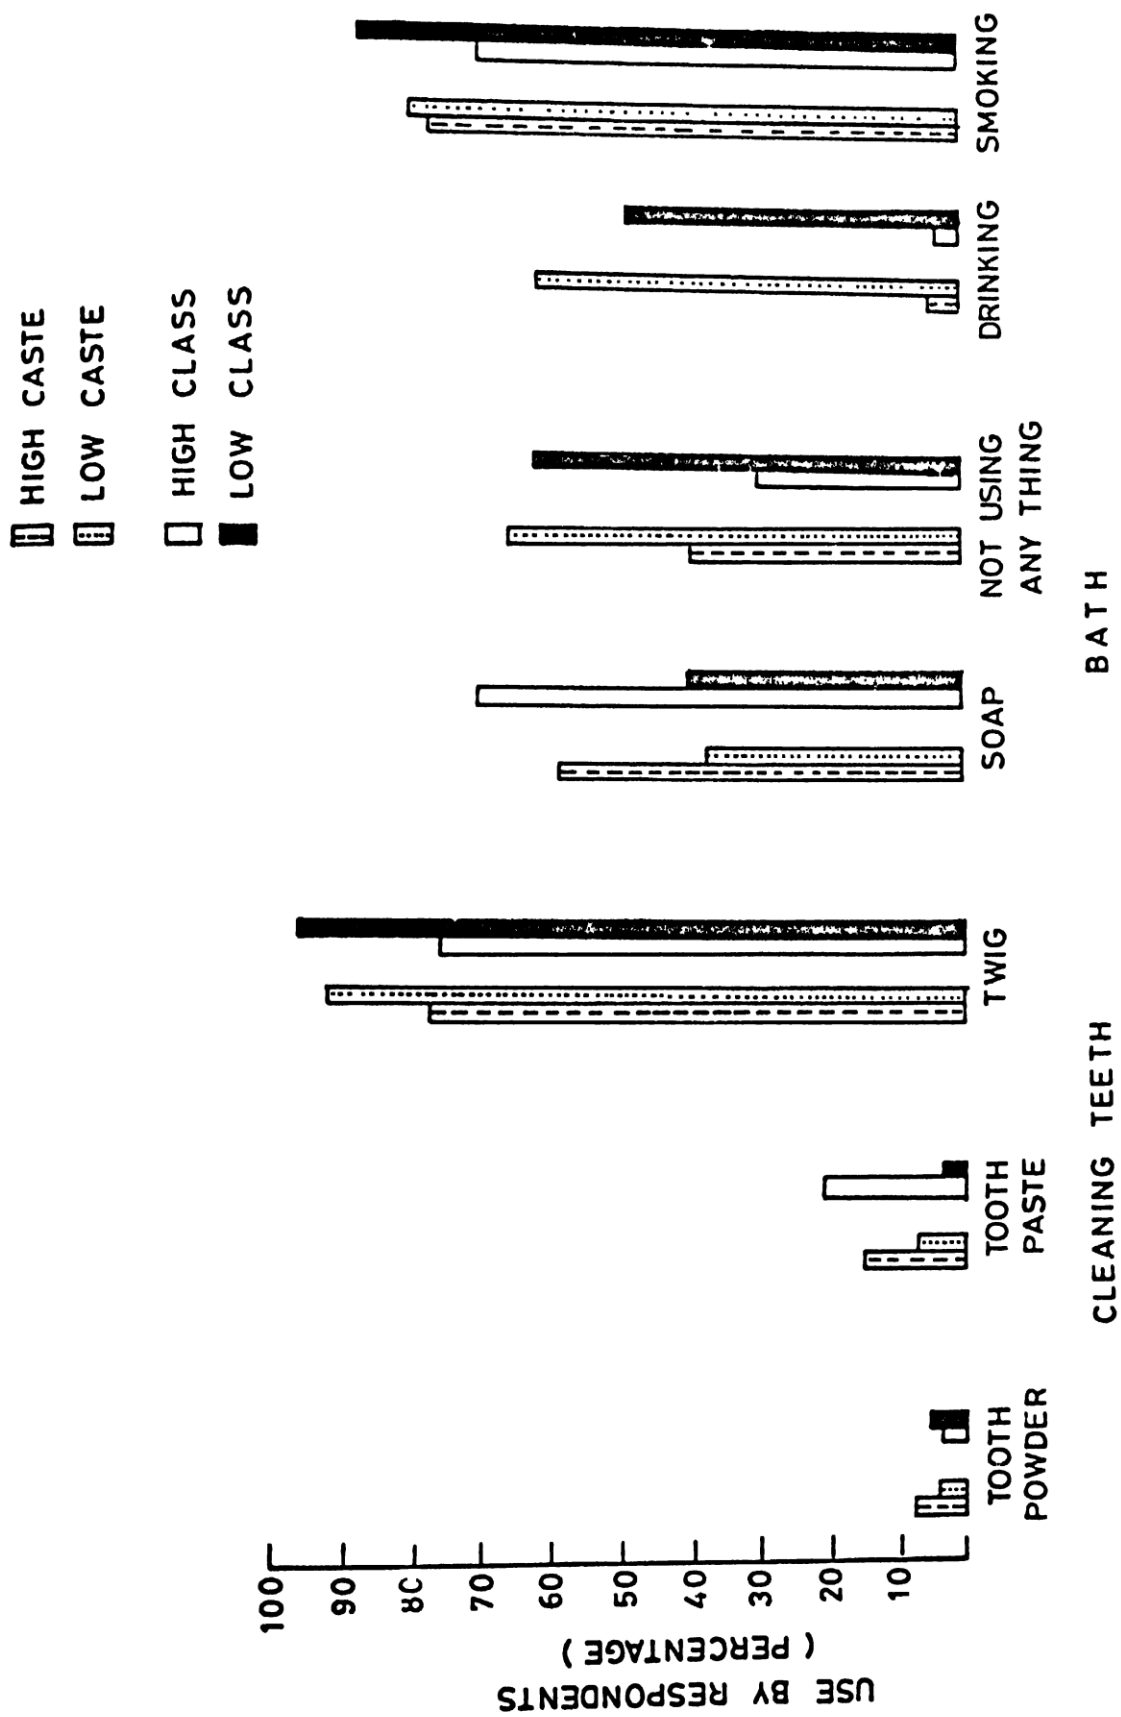 HIGH CASTE
LOW CASTE
HIGH CLASS
LOW CLASS
USE BY RESPONDENTS
( PERCENTAGE )
100
90
8C
70
60
50
40
30
20
10
TOOTH
POWDER
TOOTH
PASTE
TWIG
SOAP
NOT USING
ANY THING
DRINKING
SMOKING
CLEANING TEETH
BATH